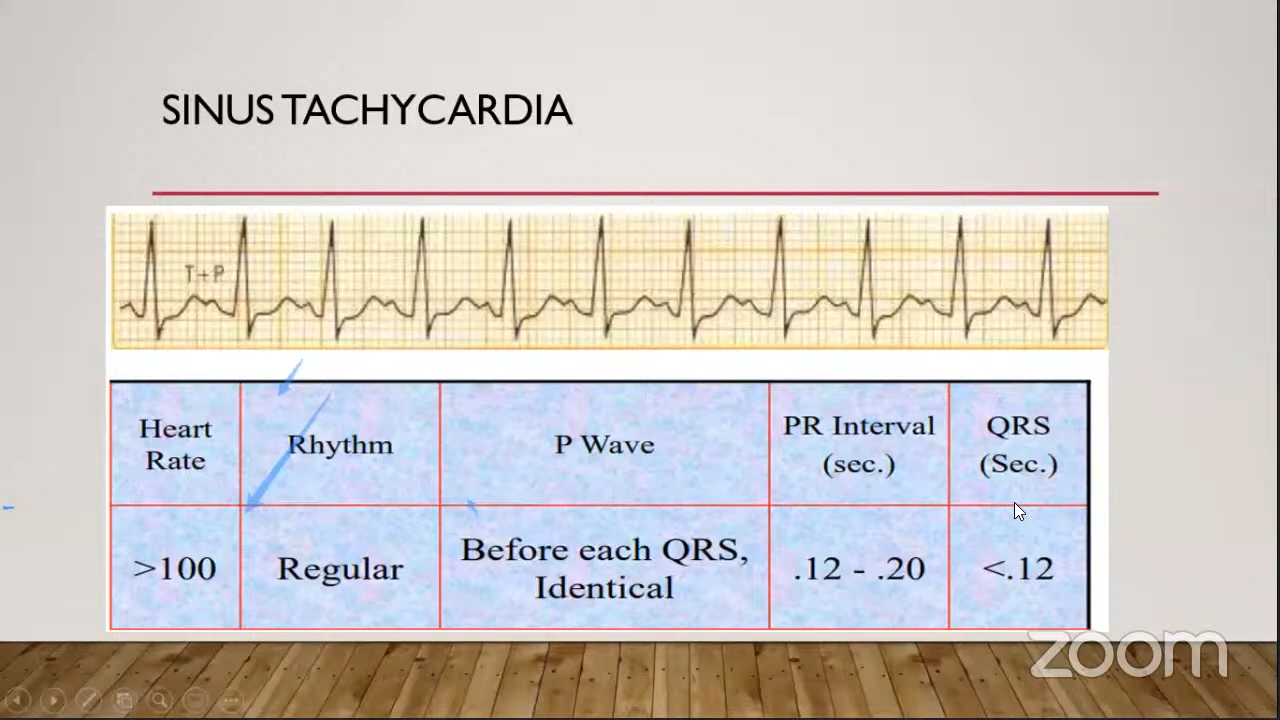 SINUS TACHYCARDIA
T+P
Heart Rate
Rhythm
P Wave
PR Interval (sec.)
QRS (Sec.)
>100
Regular
Before each QRS,
Identical
.12 - .20
<.12
zoom